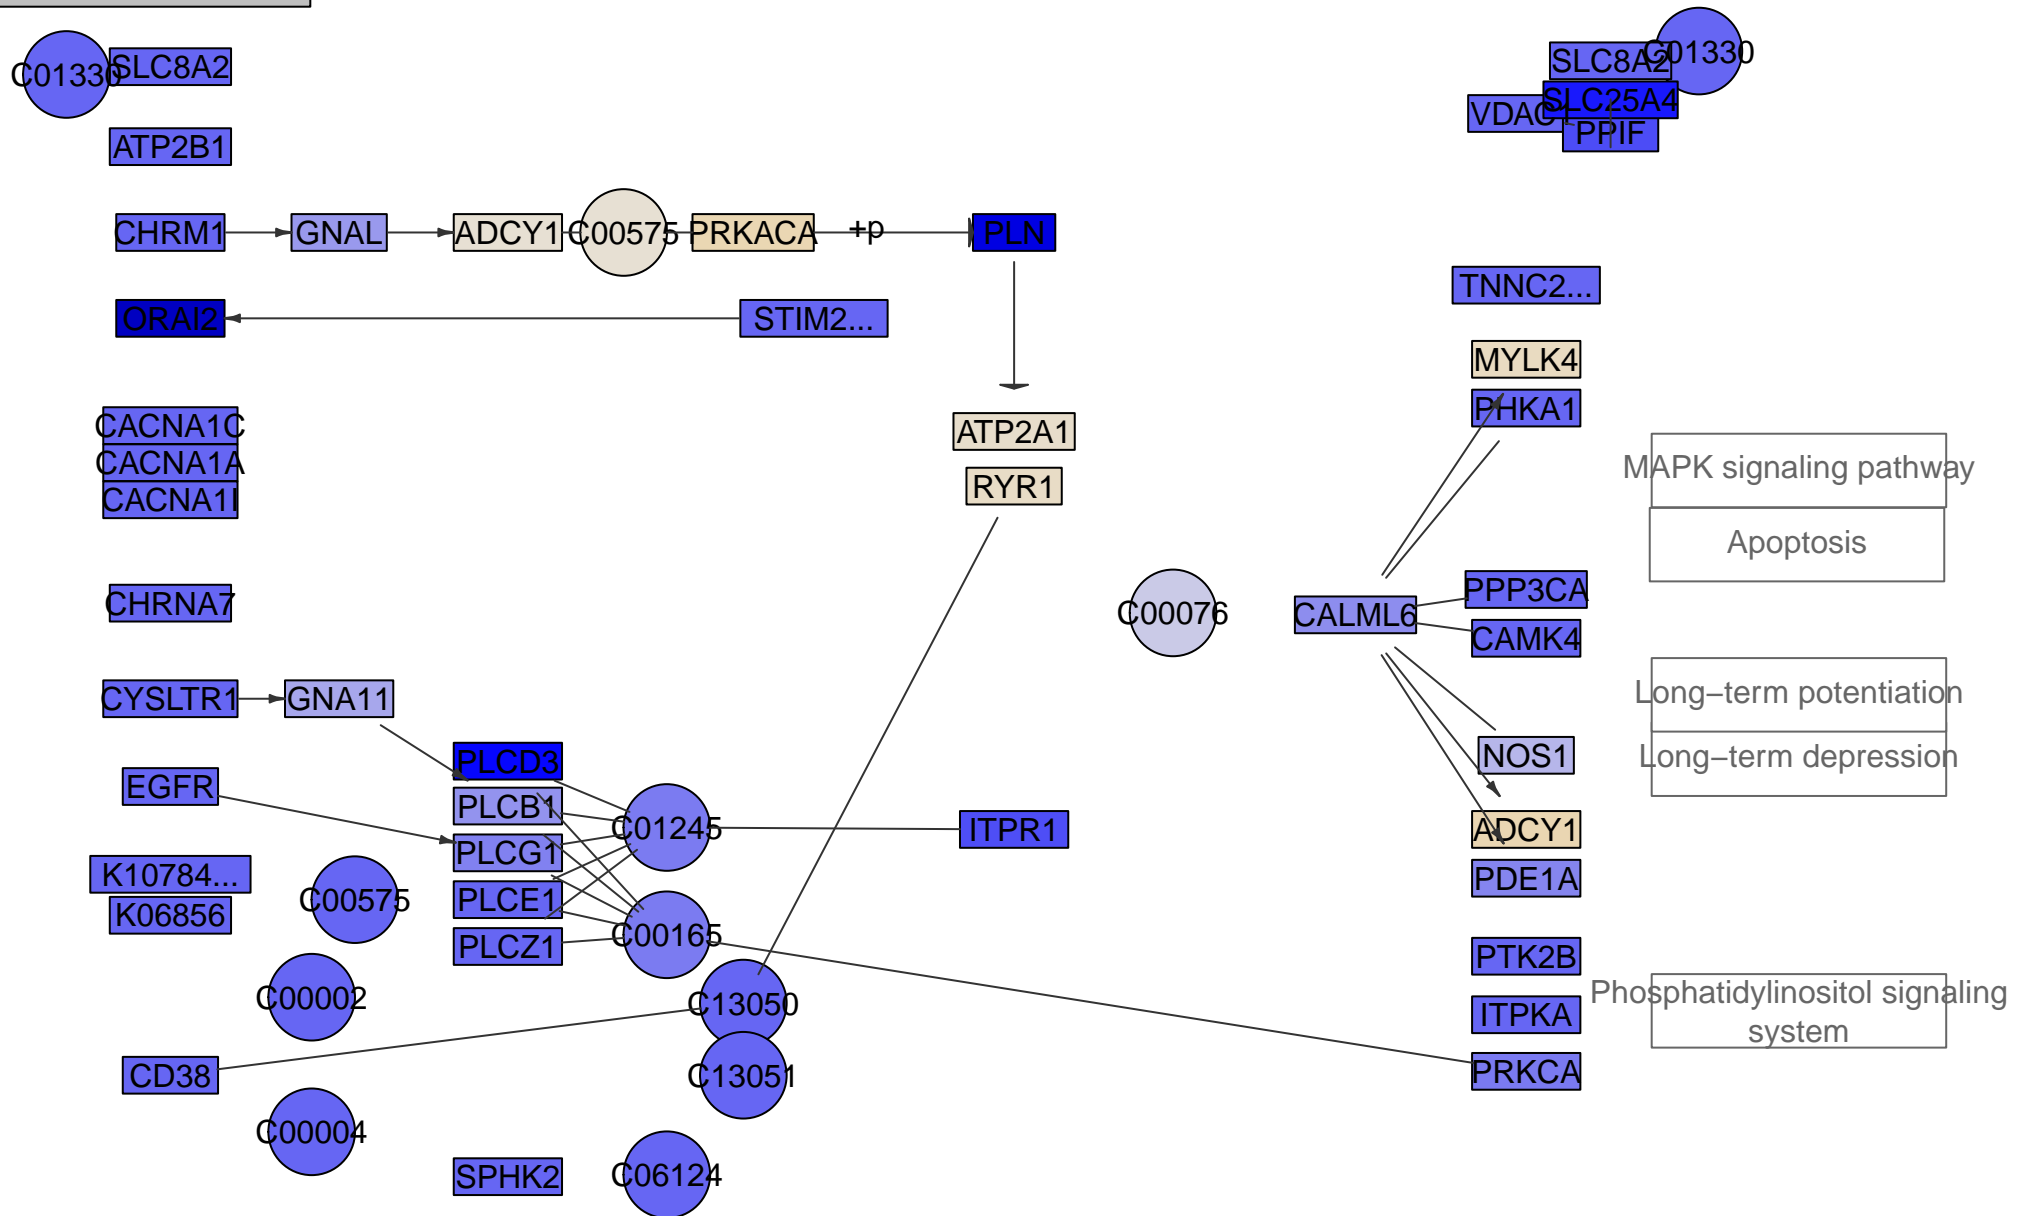 C01330
SLC8A2
SLC8A2
C01330
SLC25A4
VDAC1
PPIF
ATP2B1
CHRM1
GNAL
ADCY1
C00575
PRKACA
+p
PLN
TNNC2...
ORAI2
STIM2...
MYLK4
PHKA1
CACNA1C
CACNA1A
CACNA1I
ATP2A1
RYR1
MAPK signaling pathway
Apoptosis
CHRNA7
C00076
CALML6
PPP3CA
CAMK4
CYSLTR1
GNA11
Long−term potentiation
Long−term depression
NOS1
PLCD3
EGFR
PLCB1
C01245
ITPR1
ADCY1
PLCG1
K10784...
C00575
PLCE1
PDE1A
K06856
C00165
PLCZ1
PTK2B
C00002
C13050
ITPKA
Phosphatidylinositol signaling
system
CD38
C13051
PRKCA
C00004
SPHK2
C06124